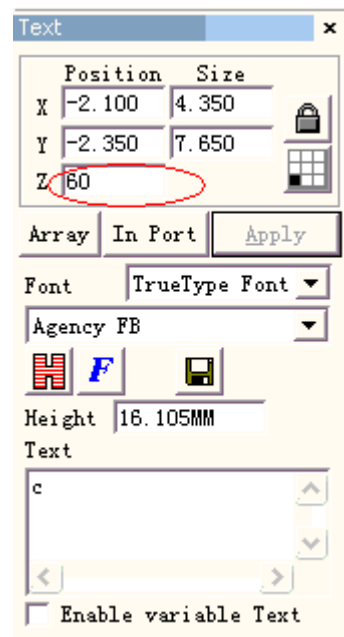 Text
Position Size
X -2.100 4.350
Y -2.350 7.650
Z 60
Array In Port Apply
Font TrueType Font
Agency FB
H F
Height 16.105MM
Text
c
Enable variable Text